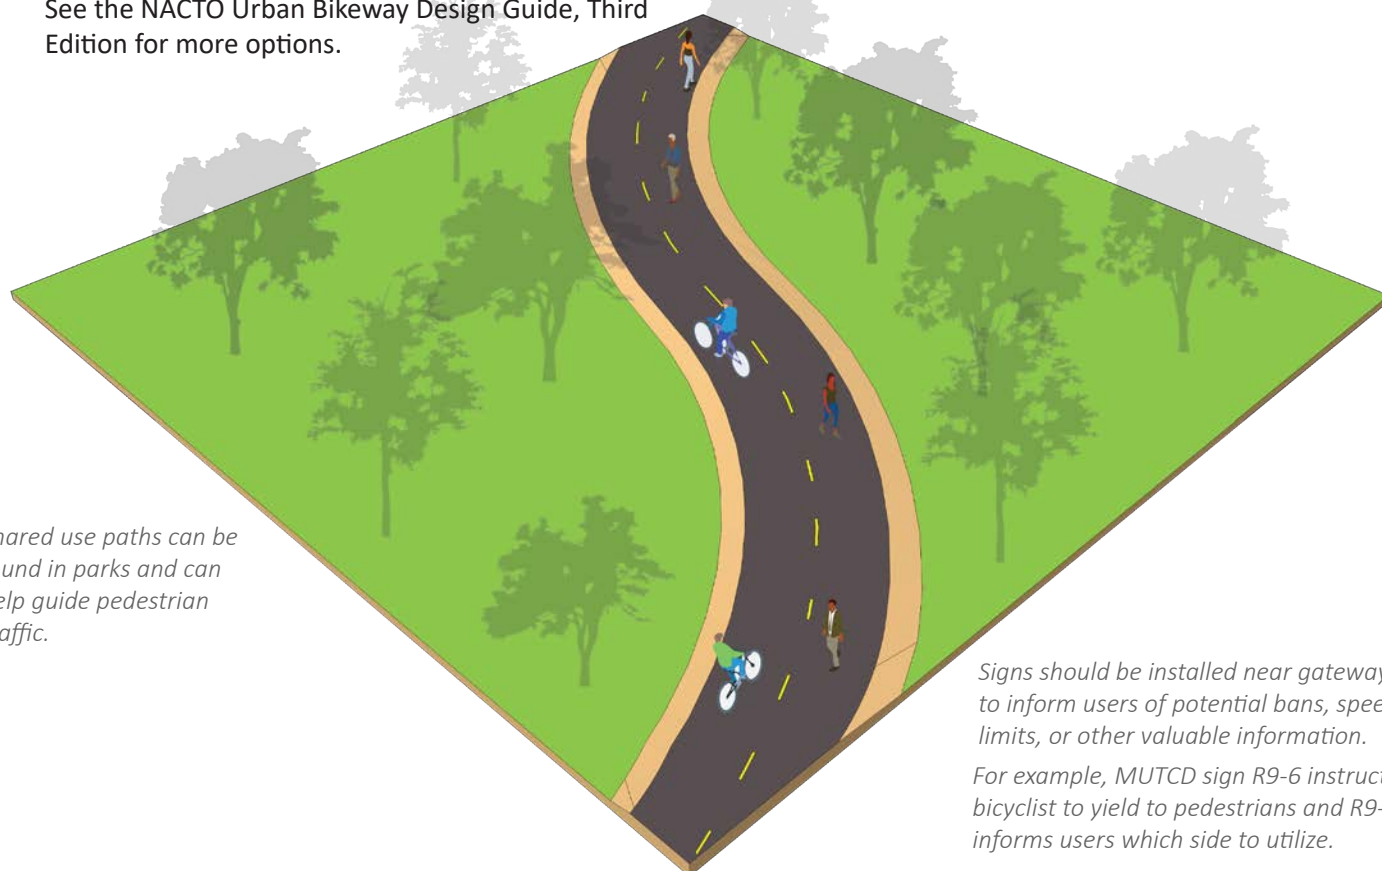 See the NACTO Urban Bikeway Design Guide, Third
Edition for more options.
hared use paths can be
und in parks and can
elp guide pedestrian
affic.
Signs should be installed near gateway
to inform users of potential bans, spee
limits, or other valuable information.
For example, MUTCD sign R9-6 instruct
bicyclist to yield to pedestrians and R9-
informs users which side to utilize.